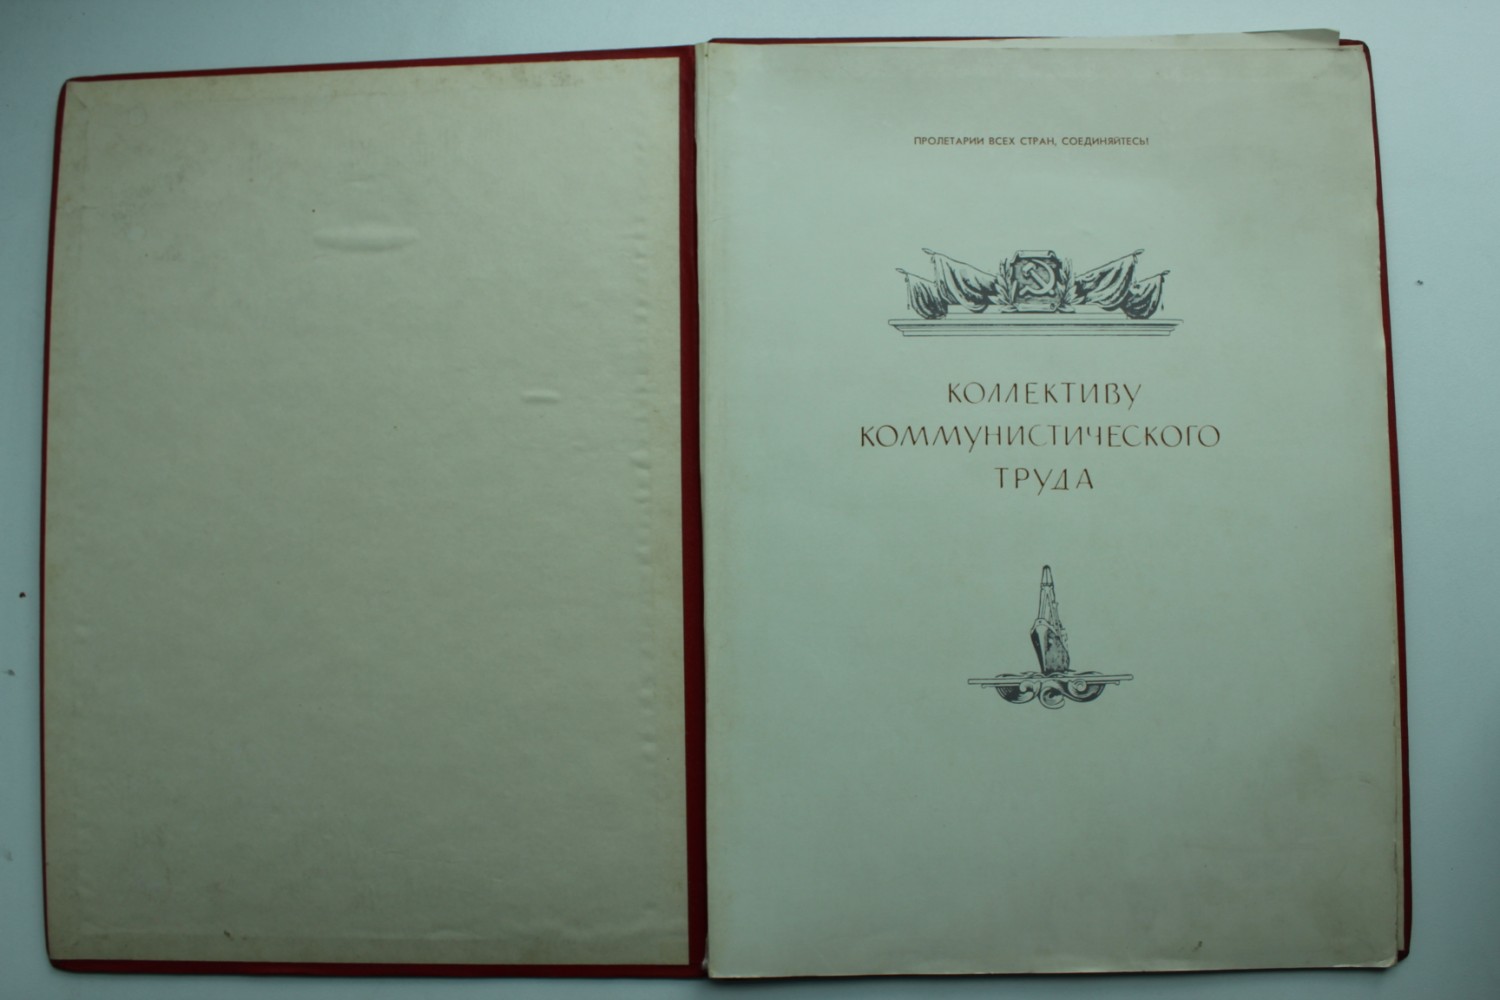 ПРОЛЕТАРИИ ВСЕХ СТРАН, СОЕДИНЯЙТЕСЬ!
КОЛЛЕКТИВУ
КОММУНИСТИЧЕСКОГО
ТРУДА